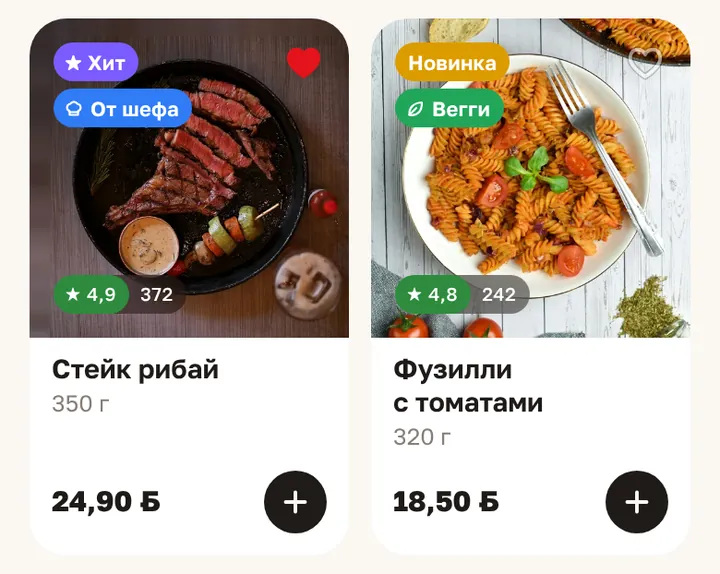 Хит
От шефа
4,9 372
Стейк рибай
350 г
24,90 Б
Новинка
Вегги
4,8 242
Фузилли
с томатами
320 г
18,50 Б